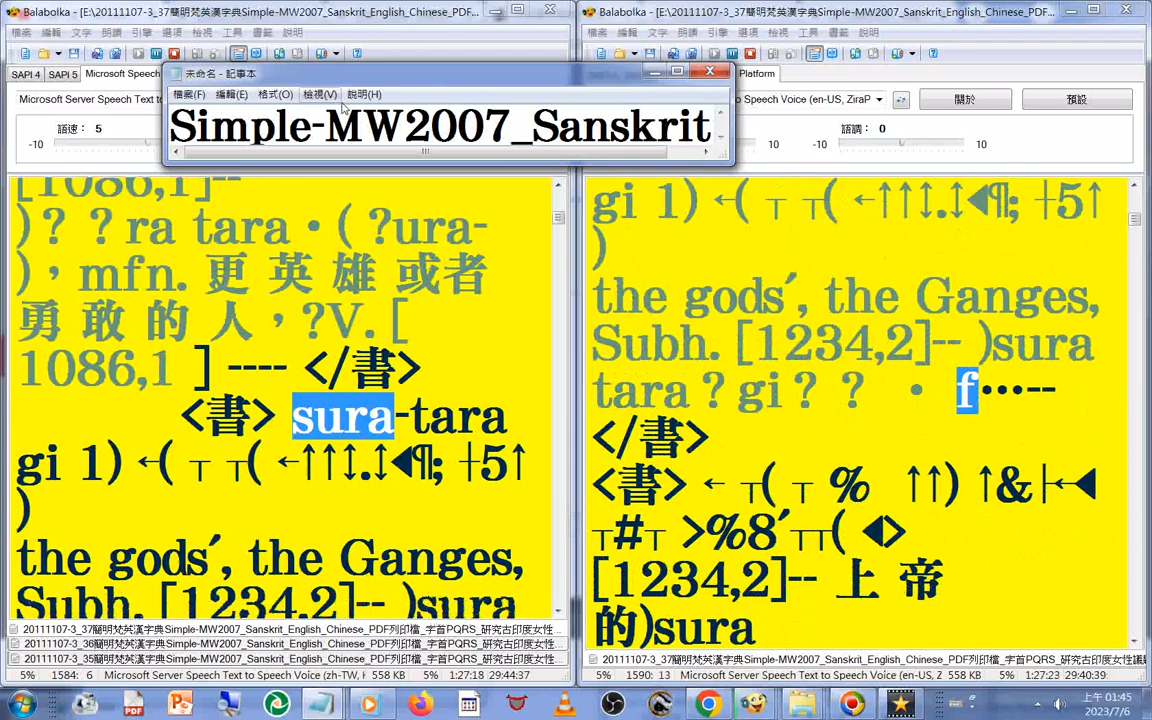 Balabolka - [E:\20111107-3_37簡明梵英漢字典Simple-MW2007_Sanskrit_English_Chinese_PDF...
檔案 編輯 文字 朗讀 引擎 選項 檢視 工具 書籤 說明
SAPI 4 SAPI 5 Microsoft Speech
Microsoft Server Speech Text to
語速： 5
-10
[1086,1]--
)？ ？ra tara・( ?ura-
)，mfn. 更 英 雄 或者
勇 敢 的 人，?V. [
1086,1 ] ---- </書>
<書> sura-tara
gi 1) ←( ┬ ┬( ←↑↑↕.↕◀¶; ┼5↑
)
the gods′, the Ganges,
Subh. [1234,2]-- )sura
20111107-3_37簡明梵英漢字典Simple-MW2007_Sanskrit_English_Chinese_PDF列印檔_字首PQRS_研究古印度女性...
20111107-3_36簡明梵英漢字典Simple-MW2007_Sanskrit_English_Chinese_PDF列印檔_字首PQRS_研究古印度女性...
20111107-3_35簡明梵英漢字典Simple-MW2007_Sanskrit_English_Chinese_PDF列印檔_字首PQRS_研究古印度女性...
5% 1584: 6 Microsoft Server Speech Text to Speech Voice (zh-TW, H 558 KB 5% 1:27:18 29:44:37
未命名 - 記事本
檔案(F) 編輯(E) 格式(O) 檢視(V) 說明(H)
Simple-MW2007_Sanskrit
Balabolka - [E:\20111107-3_37簡明梵英漢字典Simple-MW2007_Sanskrit_English_Chinese_PDF...
檔案 編輯 文字 朗讀 引擎 選項 檢視 工具 書籤 說明
Platform
Speech Voice (en-US, ZiraP 關於 預設
語調： 0
10 -10 10
gi 1) ←( ┬ ┬( ←↑↑↕.↕◀¶; ┼5↑
)
the gods′, the Ganges,
Subh. [1234,2]-- )sura
tara ? gi ? ? ・ f•••--
</書>
<書> ← ┬( ┬ % ↑↑) ↑&├←◀
┬#┬ >%8′┬┬( ◀>
[1234,2]-- 上 帝
的)sura
20111107-3_37簡明梵英漢字典Simple-MW2007_Sanskrit_English_Chinese_PDF列印檔_字首PQRS_研究古印度女性議
5% 1590: 13 Microsoft Server Speech Text to Speech Voice (en-US, Z 558 KB 5% 1:27:23 29:40:39
上午 01:45
2023/7/6